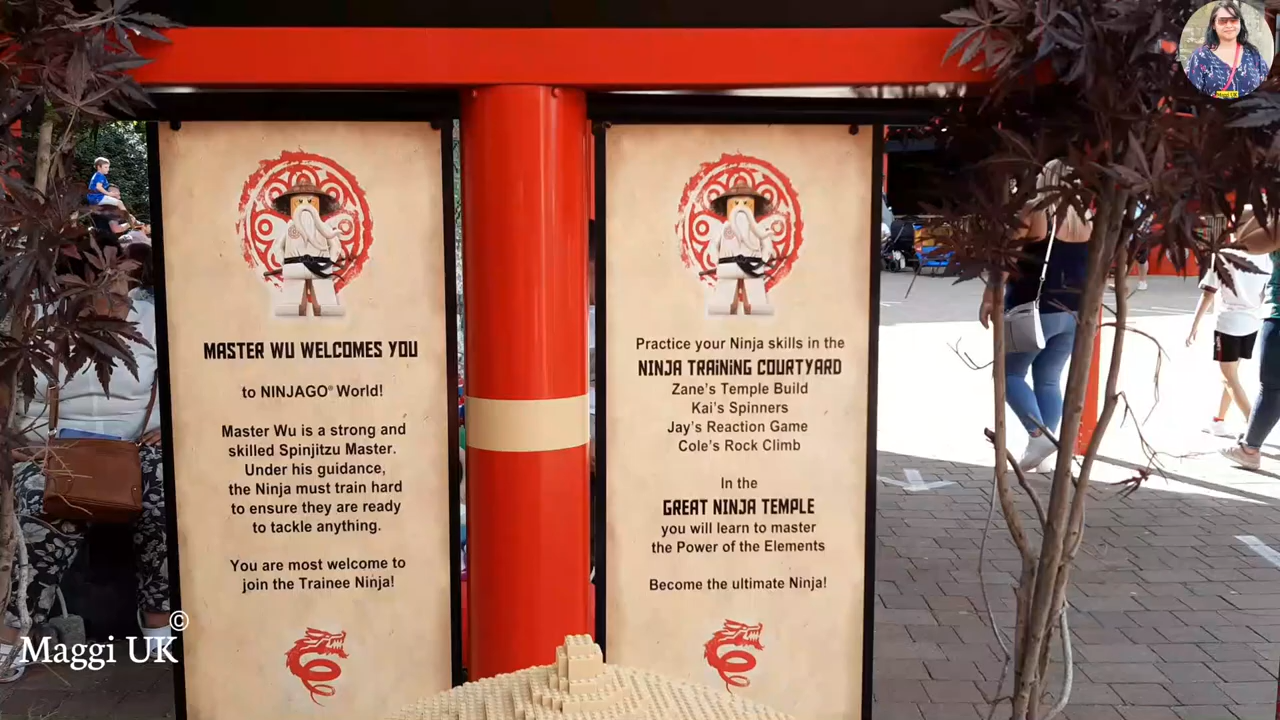 MASTER WU WELCOMES YOU
to NINJAGO® World!
Master Wu is a strong and
skilled Spinjitzu Master.
Under his guidance,
the Ninja must train hard
to ensure they are ready
to tackle anything.
You are most welcome to
join the Trainee Ninja!
Practice your Ninja skills in the
NINJA TRAINING COURTYARD
Zane's Temple Build
Kai's Spinners
Jay's Reaction Game
Cole's Rock Climb
In the
GREAT NINJA TEMPLE
you will learn to master
the Power of the Elements
Become the ultimate Ninja!
Maggi UK ©
Maggi UK